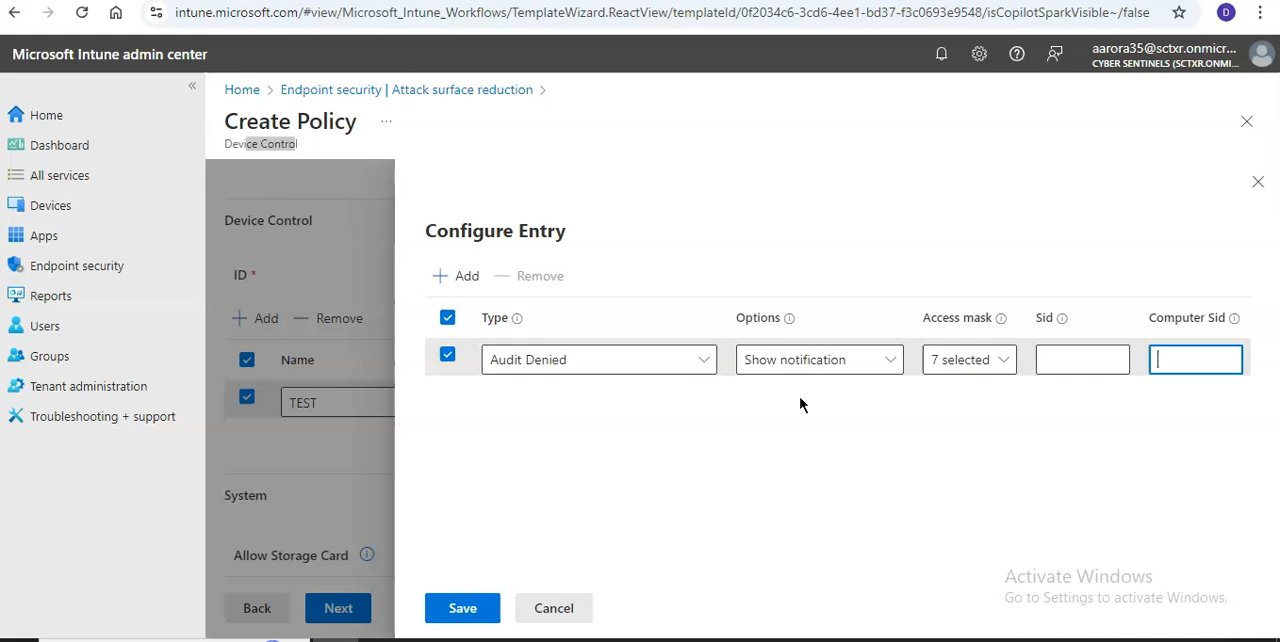 intune.microsoft.com/#view/Microsoft_Intune_Workflows/TemplateWizard.ReactView/templateId/0f2034c6-3cd6-4ee1-bd37-f3c0693e9548/isCopilotSparkVisible~/false
D
Microsoft Intune admin center
aarora35@sctxr.onmicr...
CYBER SENTINELS (SCTXR.ONMI...
Home
Dashboard
All services
Devices
Apps
Endpoint security
Reports
Users
Groups
Tenant administration
Troubleshooting + support
Home > Endpoint security | Attack surface reduction >
Create Policy ...
Device Control
Device Control
ID *
Add Remove
Name
TEST
System
Allow Storage Card
Back Next
Configure Entry
Add Remove
Type Options Access mask Sid Computer Sid
Audit Denied Show notification 7 selected
Save Cancel
Activate Windows
Go to Settings to activate Windows.